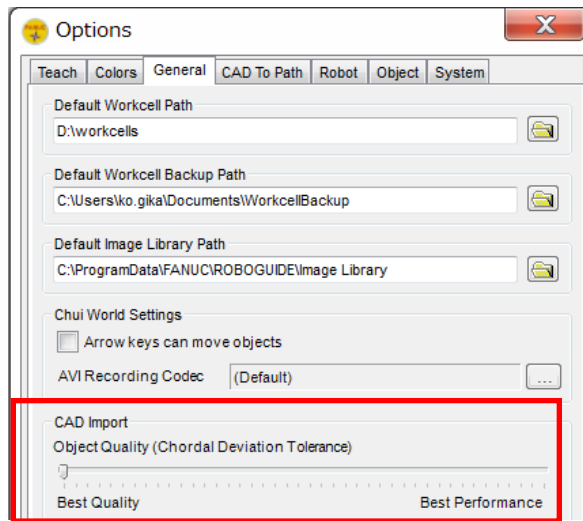 Options
Teach Colors General CAD To Path Robot Object System
Default Workcell Path
D:\workcells
Default Workcell Backup Path
C:\Users\ko.gika\Documents\WorkcellBackup
Default Image Library Path
C:\ProgramData\FANUC\ROBOGUIDE\Image Library
Chui World Settings
Arrow keys can move objects
AVI Recording Codec (Default) ...
CAD Import
Object Quality (Chordal Deviation Tolerance)
Best Quality Best Performance